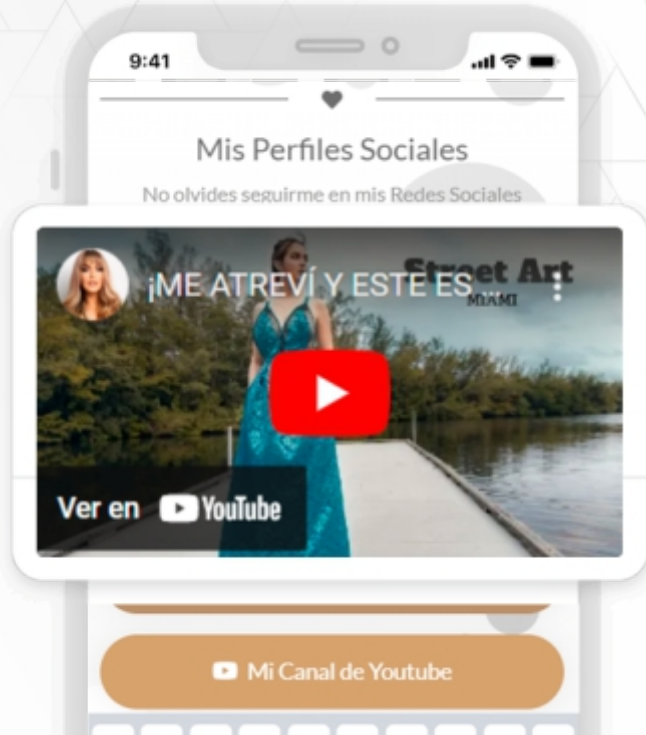 9:41
Mis Perfiles Sociales
No olvides seguirme en mis Redes Sociales
¡ME ATREVÍ Y ESTE ES ...
Street Art
MIAMI
Ver en YouTube
Mi Canal de Youtube